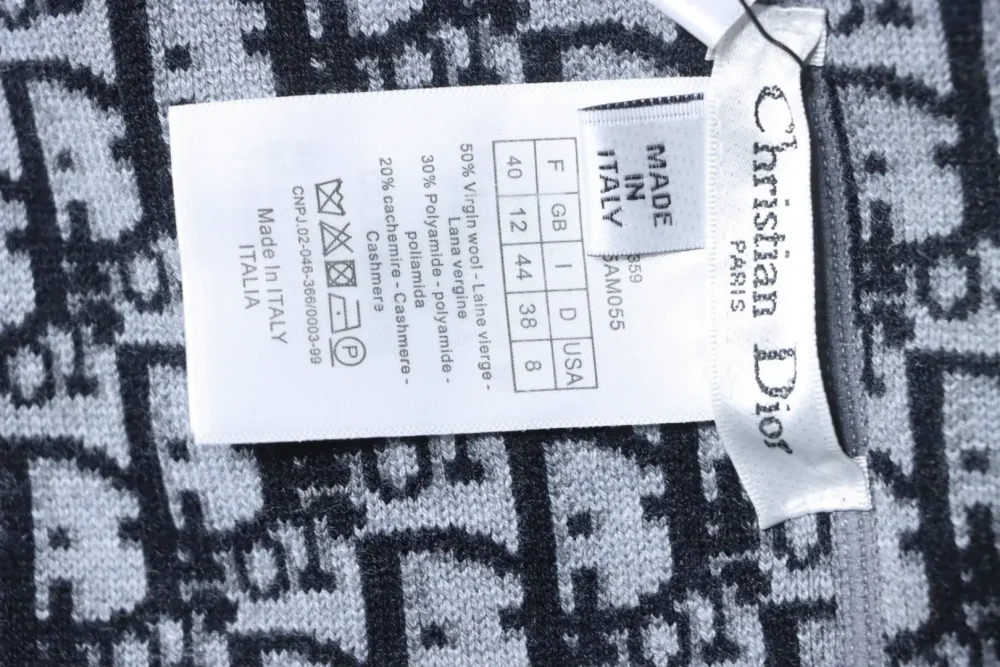 Christian Dior
PARIS
MADE
IN
ITALY
359
5AM055
F GB I D USA
40 12 44 38 8
50% Virgin wool - Laine vierge -
Lana vergine
30% Polyamide - polyamide -
poliamida
20% cachemire - Cashmere -
Cashmere
P
CNPJ.02-046-366/0003-99
Made In ITALY
ITALIA